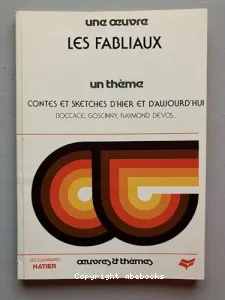 une œuvre
LES FABLIAUX
un thème
CONTES ET SKETCHES D'HIER ET D'AUJOURD'HUI
BOCCACE, GOSCINNY, RAYMOND DEVOS...
Copyright abebooks.com
LES CLASSIQUES
HATIER
œuvres & thèmes